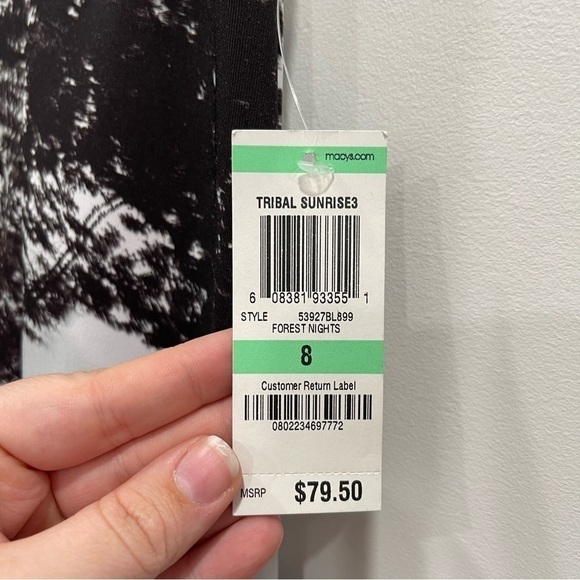 macys.com
TRIBAL SUNRISE3
6 08381 93355 1
STYLE 53927BL899
FOREST NIGHTS
8
Customer Return Label
0802234697772
MSRP $79.50